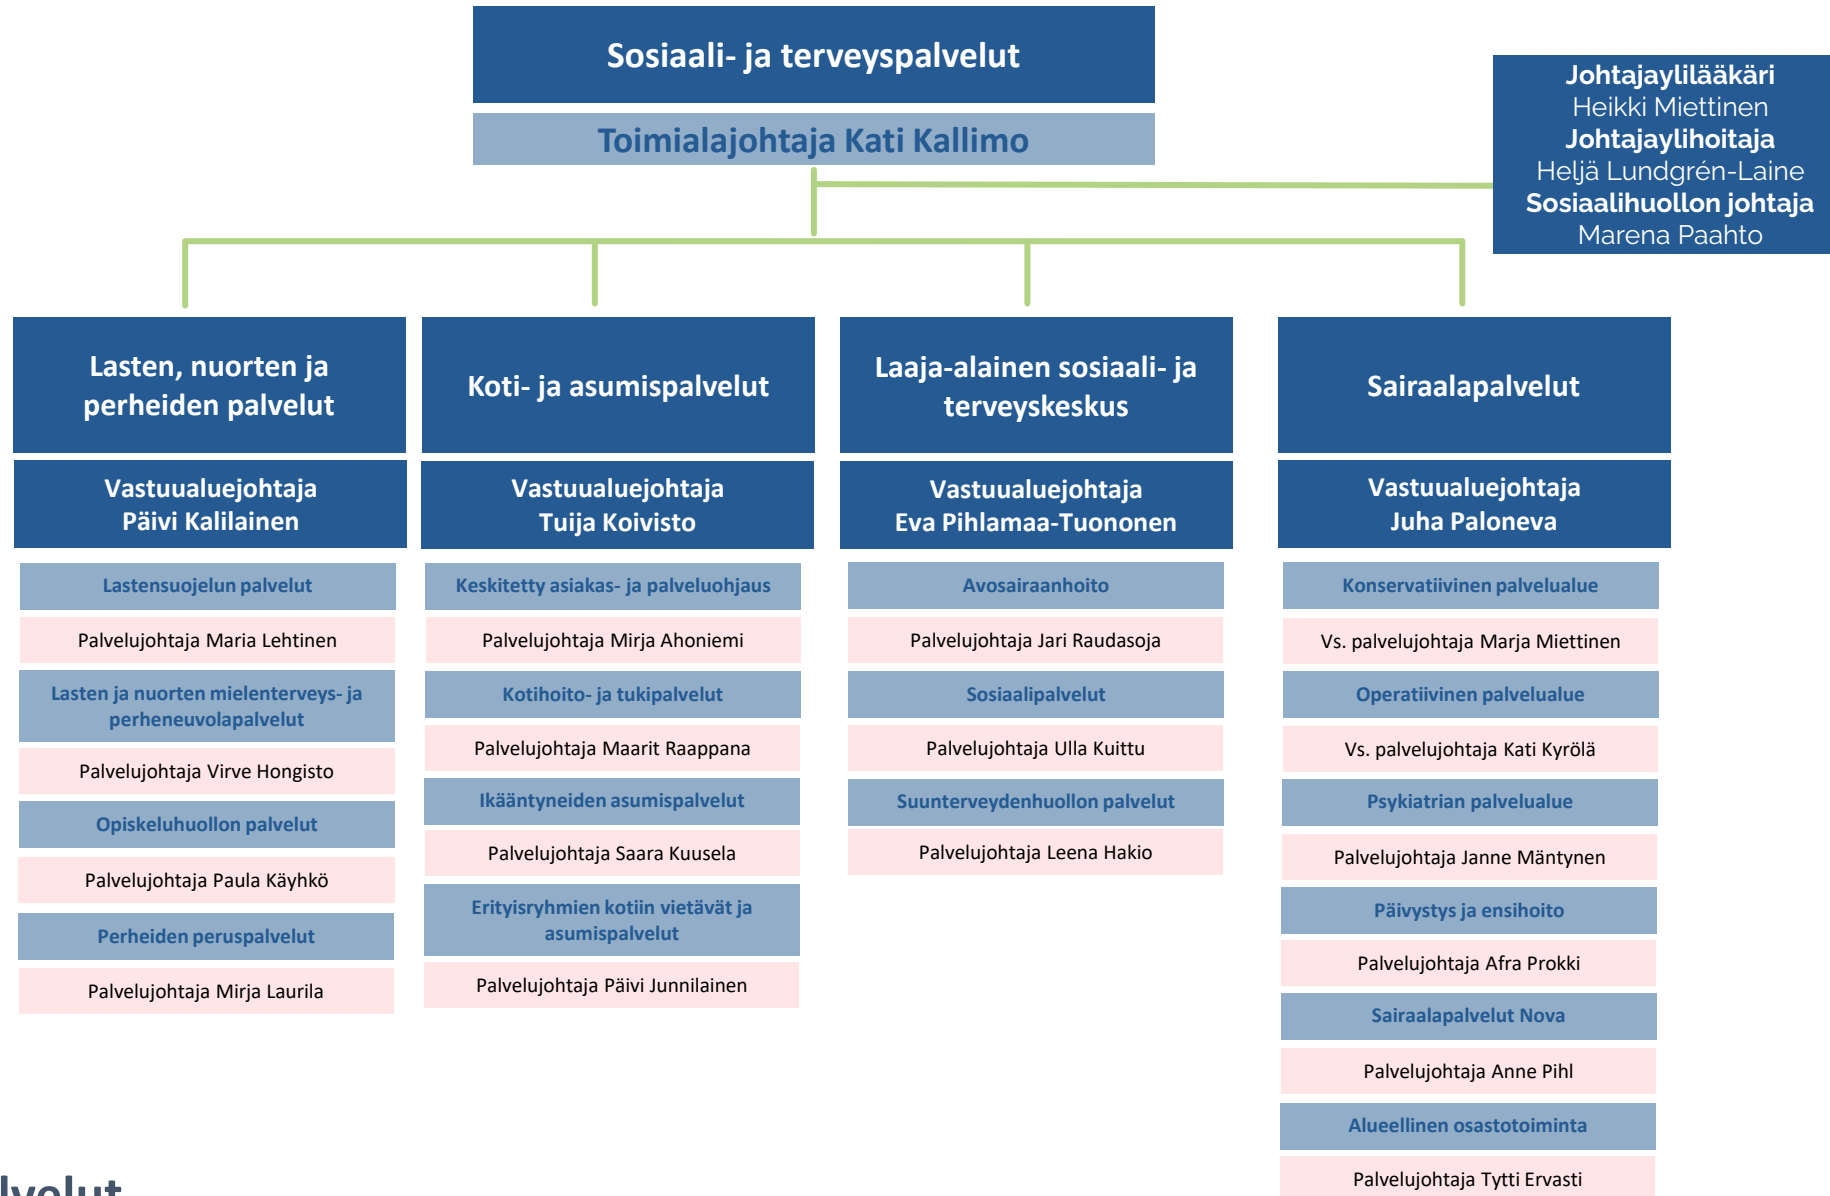 Sosiaali- ja terveyspalvelut
Toimialajohtaja Kati Kallimo
Johtajaylilääkäri
Heikki Miettinen
Johtajaylihoitaja
Heljä Lundgrén-Laine
Sosiaalihuollon johtaja
Marena Paahto
Lasten, nuorten ja
perheiden palvelut
Vastuualuejohtaja
Päivi Kalilainen
Lastensuojelun palvelut
Palvelujohtaja Maria Lehtinen
Lasten ja nuorten mielenterveys- ja
perheneuvolapalvelut
Palvelujohtaja Virve Hongisto
Opiskeluhuollon palvelut
Palvelujohtaja Paula Käyhkö
Perheiden peruspalvelut
Palvelujohtaja Mirja Laurila
Koti- ja asumispalvelut
Vastuualuejohtaja
Tuija Koivisto
Keskitetty asiakas- ja palveluohjaus
Palvelujohtaja Mirja Ahoniemi
Kotihoito- ja tukipalvelut
Palvelujohtaja Maarit Raappana
Ikääntyneiden asumispalvelut
Palvelujohtaja Saara Kuusela
Erityisryhmien kotiin vietävät ja
asumispalvelut
Palvelujohtaja Päivi Junnilainen
Laaja-alainen sosiaali- ja
terveyskeskus
Vastuualuejohtaja
Eva Pihlamaa-Tuononen
Avosairaanhoito
Palvelujohtaja Jari Raudasoja
Sosiaalipalvelut
Palvelujohtaja Ulla Kuittu
Suunterveydenhuollon palvelut
Palvelujohtaja Leena Hakio
Sairaalapalvelut
Vastuualuejohtaja
Juha Paloneva
Konservatiivinen palvelualue
Vs. palvelujohtaja Marja Miettinen
Operatiivinen palvelualue
Vs. palvelujohtaja Kati Kyrölä
Psykiatrian palvelualue
Palvelujohtaja Janne Mäntynen
Päivystys ja ensihoito
Palvelujohtaja Afra Prokki
Sairaalapalvelut Nova
Palvelujohtaja Anne Pihl
Alueellinen osastotoiminta
Palvelujohtaja Tytti Ervasti